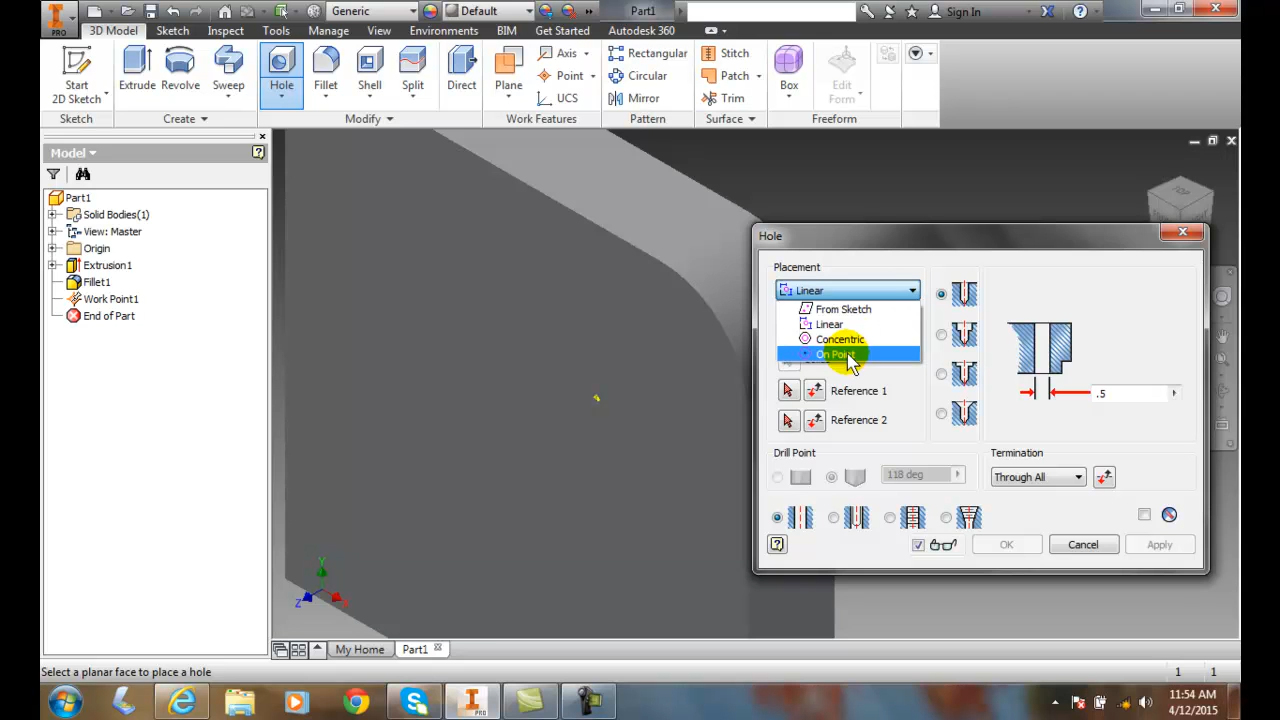 Generic
Default
Part1
Sign In
PRO
3D Model
Sketch
Inspect
Tools
Manage
View
Environments
BIM
Get Started
Autodesk 360
Start
2D Sketch
Extrude
Revolve
Sweep
Hole
Fillet
Shell
Split
Direct
Plane
Axis
Point
UCS
Rectangular
Circular
Mirror
Stitch
Patch
Trim
Box
Edit
Form
Sketch
Create
Modify
Work Features
Pattern
Surface
Freeform
Model
Part1
Solid Bodies(1)
View: Master
Origin
Extrusion1
Fillet1
Work Point1
End of Part
TOP
Hole
Placement
Linear
From Sketch
Linear
Concentric
On Point
Reference 1
Reference 2
.5
Drill Point
118 deg
Termination
Through All
OK
Cancel
Apply
Y
Z
My Home
Part1
Select a planar face to place a hole
1
1
PRO
11:54 AM
4/12/2015